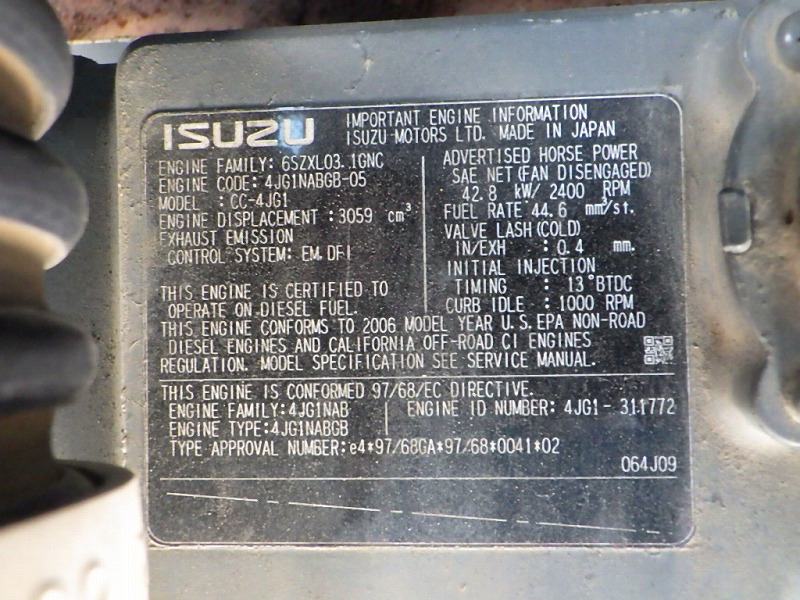 ISUZU
IMPORTANT ENGINE INFORMATION
ISUZU MOTORS LTD. MADE IN JAPAN
ENGINE FAMILY: 6SZXL03.1GNC
ENGINE CODE: 4JG1NABGB-05
MODEL : CC-4JG1
ENGINE DISPLACEMENT : 3059 cm³
EXHAUST EMISSION
CONTROL SYSTEM: EM, DFI
THIS ENGINE IS CERTIFIED TO
OPERATE ON DIESEL FUEL.
ADVERTISED HORSE POWER
SAE NET (FAN DISENGAGED)
42.8 kW/ 2400 RPM
FUEL RATE 44.6 mm³/st.
VALVE LASH (COLD)
IN/EXH : 0.4 mm.
INITIAL INJECTION
TIMING : 13°BTDC
CURB IDLE : 1000 RPM
THIS ENGINE CONFORMS TO 2006 MODEL YEAR U.S. EPA NON-ROAD
DIESEL ENGINES AND CALIFORNIA OFF-ROAD CI ENGINES
REGULATION. MODEL SPECIFICATION SEE SERVICE MANUAL.
THIS ENGINE IS CONFORMED 97/68/EC DIRECTIVE.
ENGINE FAMILY:4JG1NAB
ENGINE TYPE:4JG1NABGB
ENGINE ID NUMBER: 4JG1- 311772
TYPE APPROVAL NUMBER:e4*97/68GA*97/68*0041*02
064J09